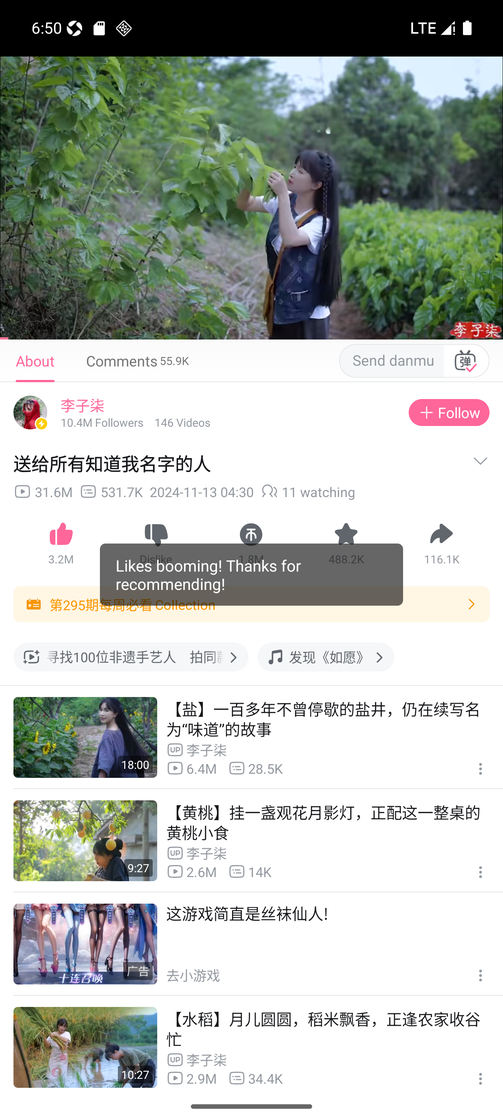 6:50
LTE
李子柒
About
Comments 55.9K
Send danmu
弹
李子柒
10.4M Followers 146 Videos
+ Follow
送给所有知道我名字的人
31.6M 531.7K 2024-11-13 04:30 11 watching
3.2M
Dislike
1.8M
488.2K
116.1K
Likes booming! Thanks for
recommending!
第295期每周必看 Collection
寻找100位非遗手艺人 拍同
发现《如愿》
【盐】一百多年不曾停歇的盐井，仍在续写名
为“味道”的故事
18:00
UP 李子柒
6.4M 28.5K
【黄桃】挂一盏观花月影灯，正配这一整桌的
黄桃小食
9:27
UP 李子柒
2.6M 14K
这游戏简直是丝袜仙人!
十连召唤
广告
去小游戏
【水稻】月儿圆圆，稻米飘香，正逢农家收谷
忙
10:27
UP 李子柒
2.9M 34.4K